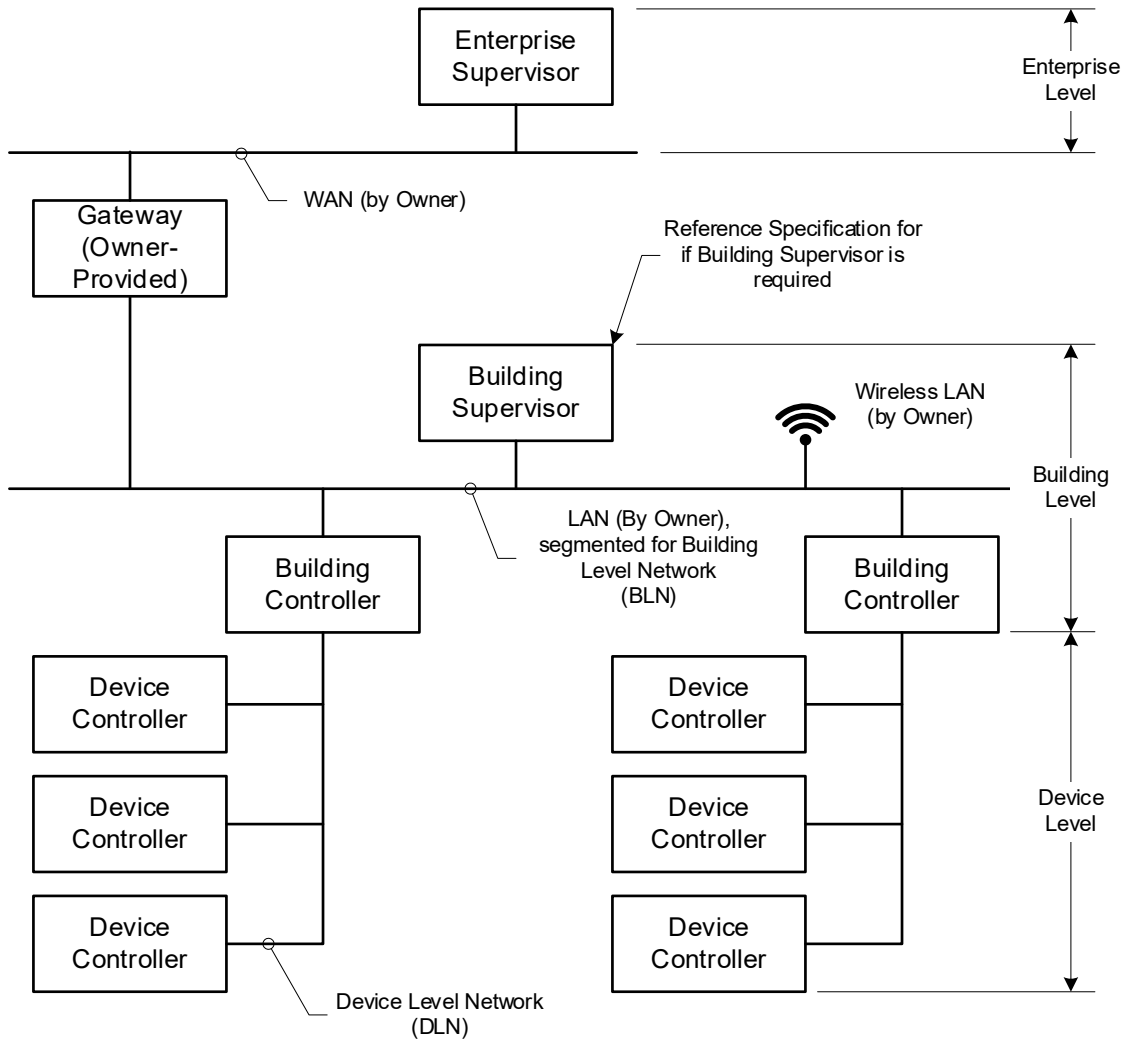 Enterprise
Supervisor
Enterprise
Level
WAN (by Owner)
Gateway
(Owner-
Provided)
Reference Specification for
if Building Supervisor is
required
Building
Supervisor
Wireless LAN
(by Owner)
Building
Level
LAN (By Owner),
segmented for Building
Level Network
(BLN)
Building
Controller
Building
Controller
Device
Controller
Device
Controller
Device
Controller
Device
Controller
Device
Level
Device
Controller
Device
Controller
Device Level Network
(DLN)